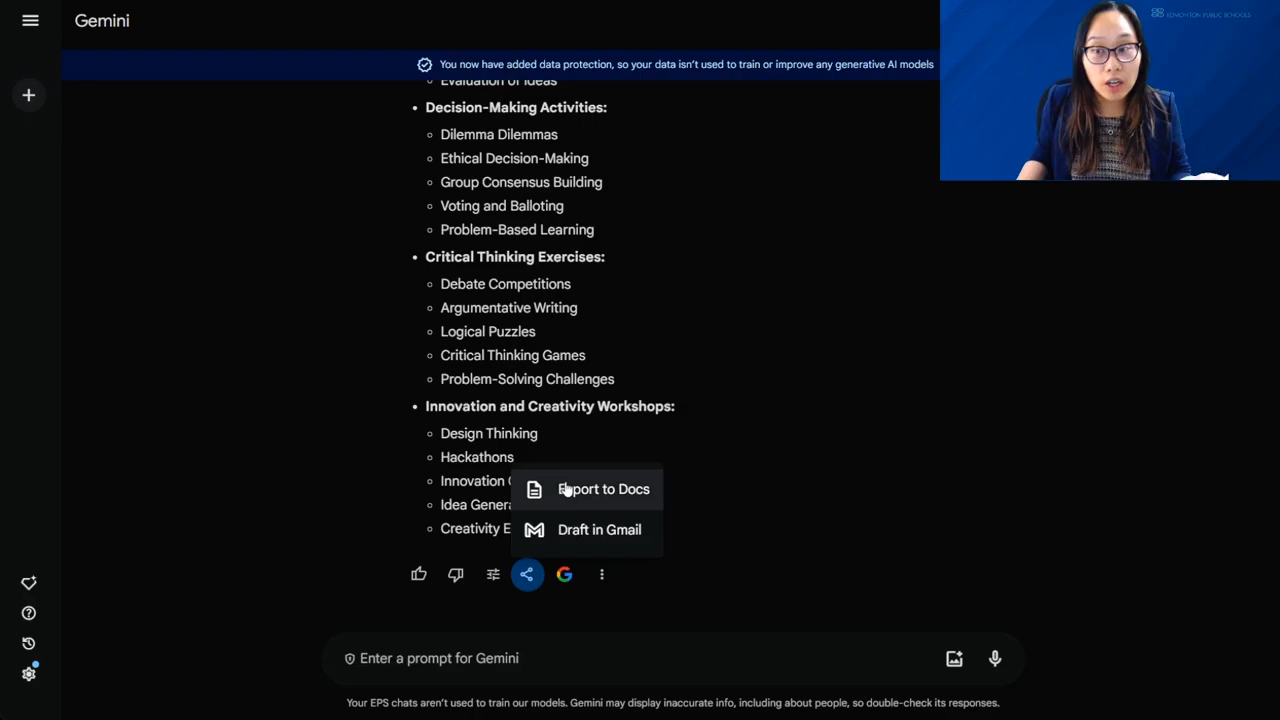 Gemini
EDMONTON PUBLIC SCHOOLS
You now have added data protection, so your data isn't used to train or improve any generative AI models
Evaluation of Ideas
Decision-Making Activities:
Dilemma Dilemmas
Ethical Decision-Making
Group Consensus Building
Voting and Balloting
Problem-Based Learning
Critical Thinking Exercises:
Debate Competitions
Argumentative Writing
Logical Puzzles
Critical Thinking Games
Problem-Solving Challenges
Innovation and Creativity Workshops:
Design Thinking
Hackathons
Innovation
Export to Docs
Idea
Creativity
Draft in Gmail
Enter a prompt for Gemini
Your EPS chats aren't used to train our models. Gemini may display inaccurate info, including about people, so double-check its responses.